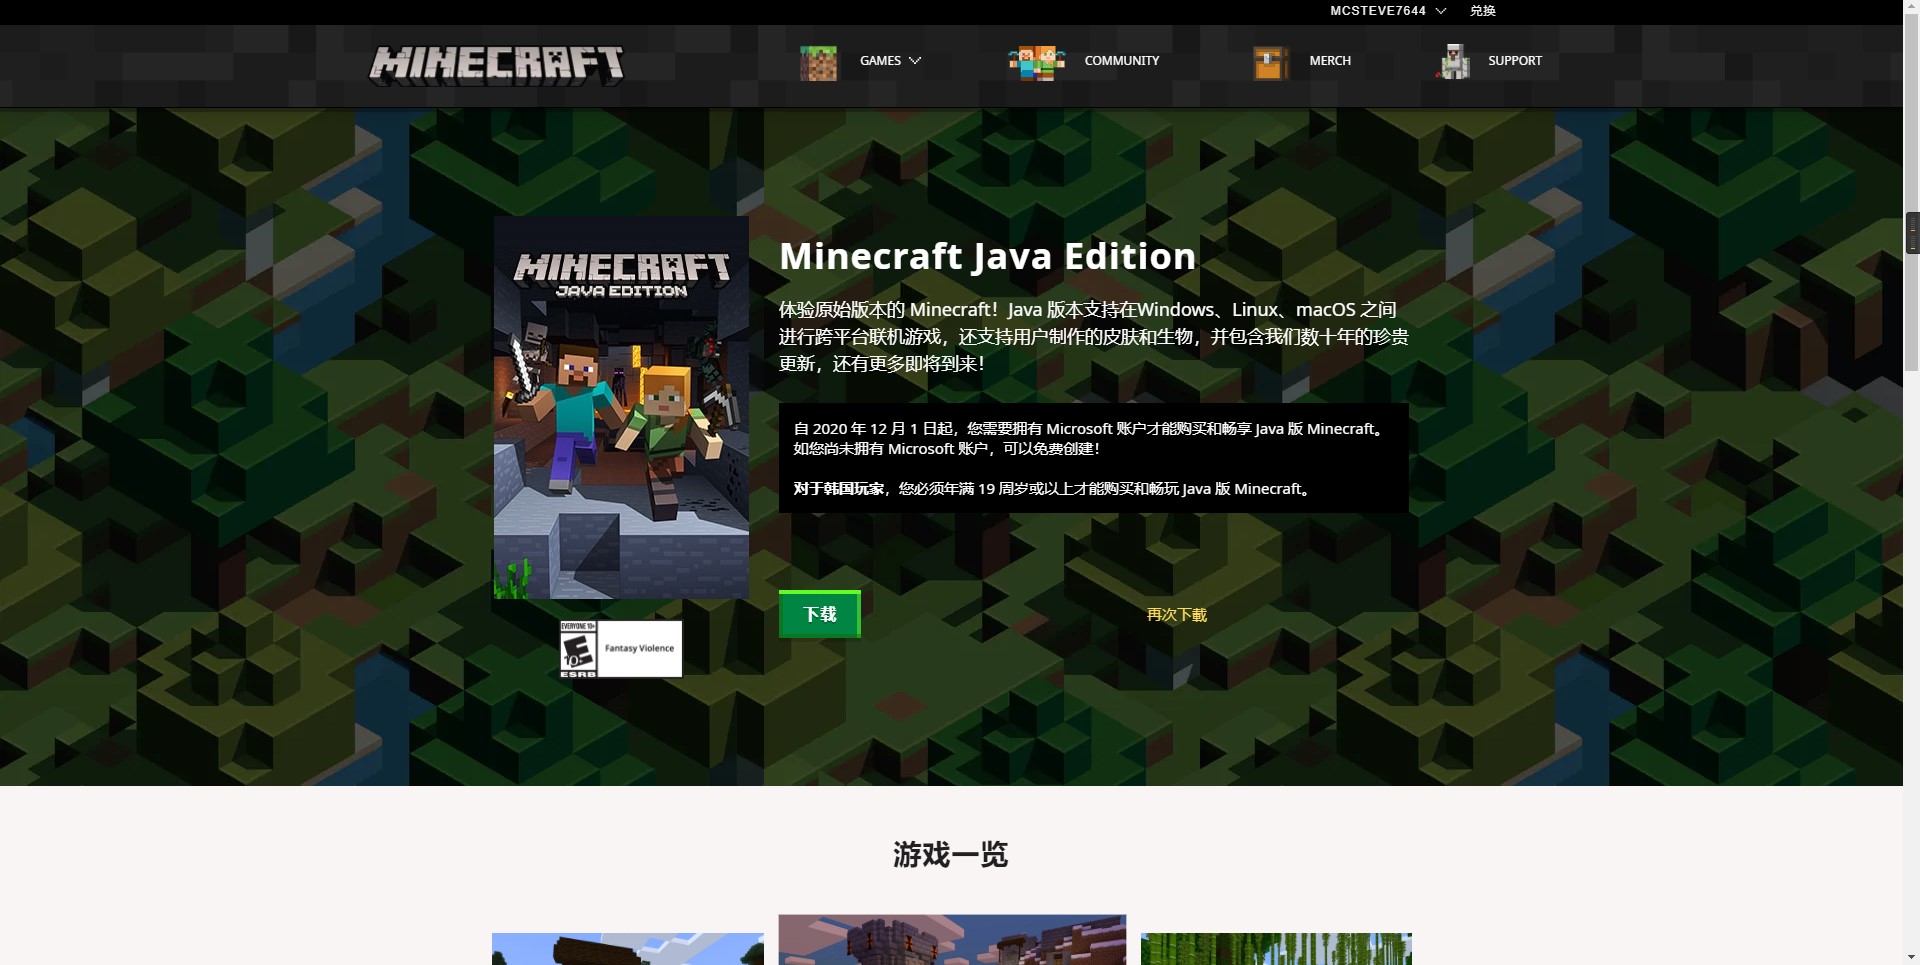 MCSTEVE7644
兑换
MINECRAFT
GAMES
COMMUNITY
MERCH
SUPPORT
MINECRAFT
JAVA EDITION
Minecraft Java Edition
体验原始版本的 Minecraft！Java 版本支持在Windows、Linux、macOS 之间
进行跨平台联机游戏，还支持用户制作的皮肤和生物，并包含我们数十年的珍贵
更新，还有更多即将到来！
自 2020 年 12 月 1 日起，您需要拥有 Microsoft 账户才能购买和畅享 Java 版 Minecraft。
如您尚未拥有 Microsoft 账户，可以免费创建！
对于韩国玩家，您必须年满 19 周岁或以上才能购买和畅玩 Java 版 Minecraft。
下载
再次下載
EVERYONE 10+
E
10+
ESRB
Fantasy Violence
游戏一览